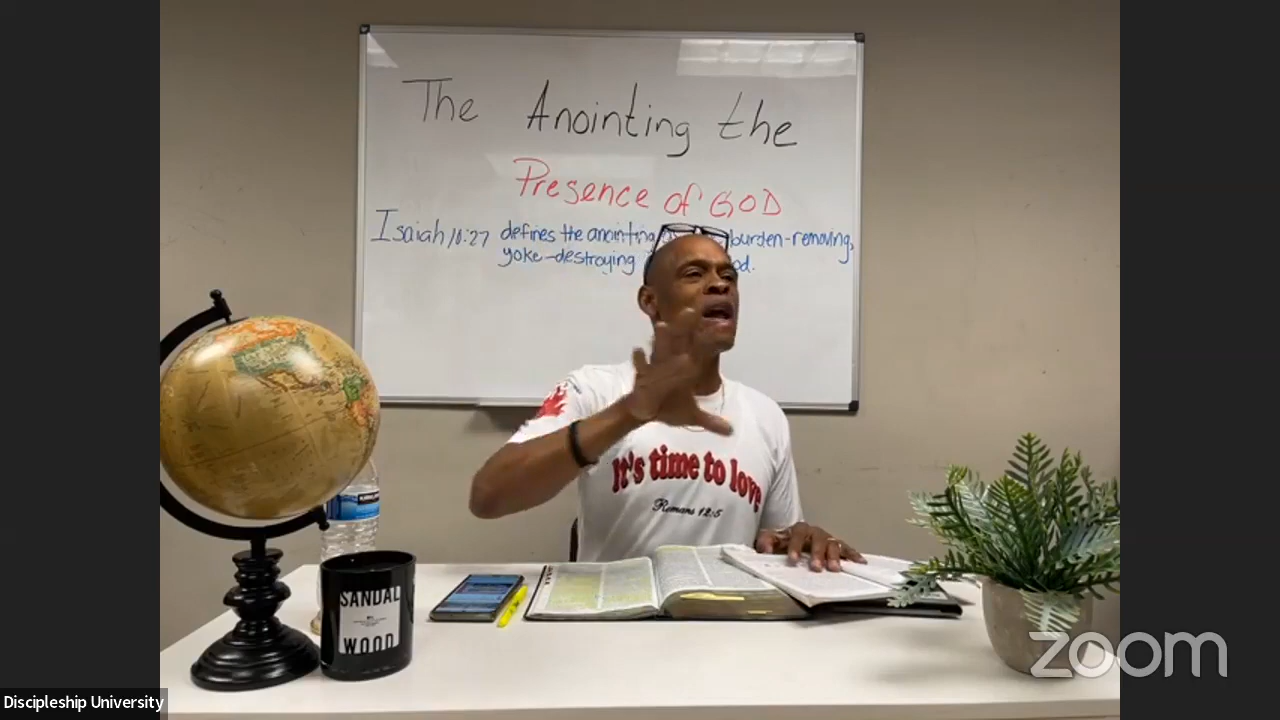 The Anointing the
Presence of GOD
Isaiah 10:27 defines the anointing burden-removing,
yoke-destroying God.
It's time to love
Romans 12:5
SANDAL
WOOD
zoom
Discipleship University